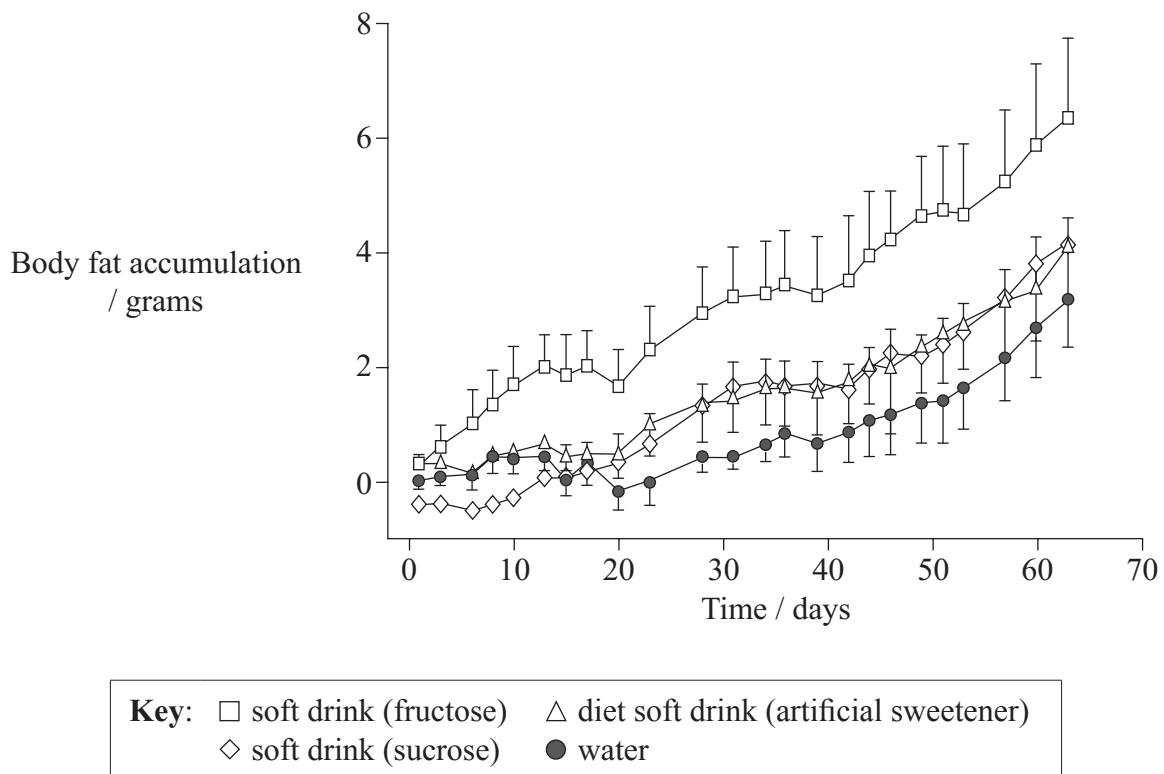 8
6
4
2
0
Body fat accumulation
/ grams
0 10 20 30 40 50 60 70
Time / days
Key: soft drink (fructose) diet soft drink (artificial sweetener)
soft drink (sucrose) water